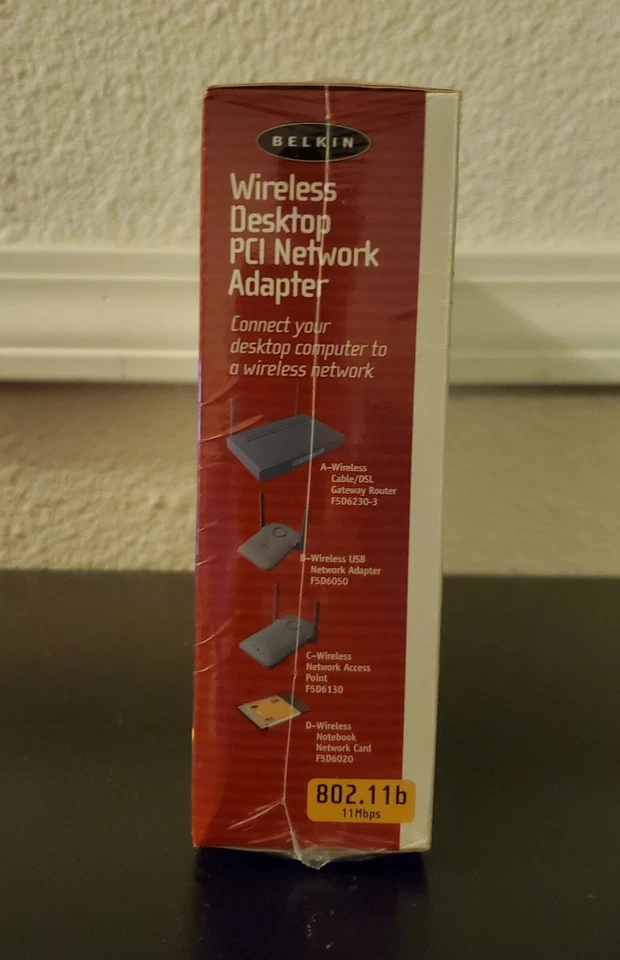 BELKIN
Wireless
Desktop
PCI Network
Adapter
Connect your
desktop computer to
a wireless network
A–Wireless
Cable/DSL
Gateway Router
F5D6230-3
B–Wireless USB
Network Adapter
F5D6050
C–Wireless
Network Access
Point
F5D6130
D–Wireless
Notebook
Network Card
F5D6020
802.11b
11Mbps